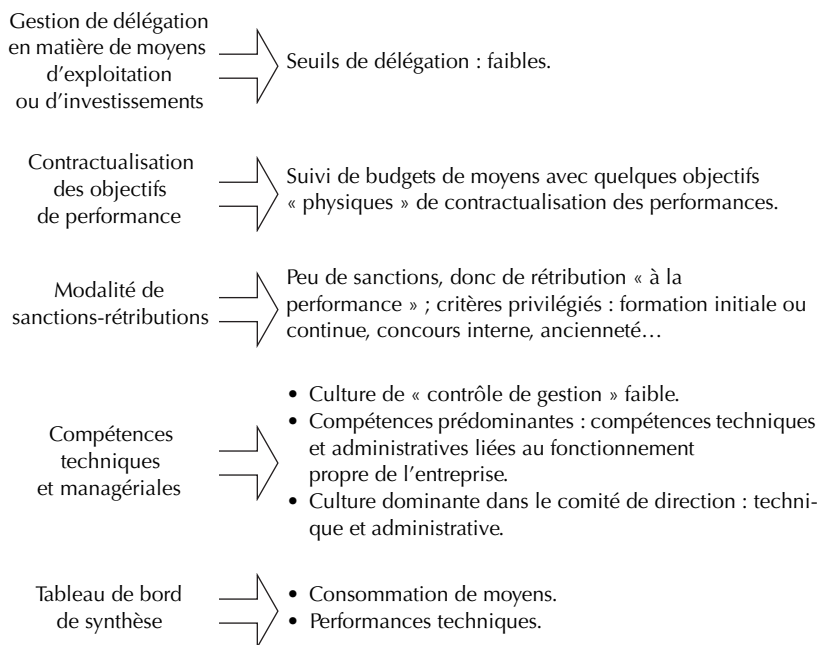 Gestion de délégation
en matière de moyens
d’exploitation
ou d’investissements
Seuils de délégation : faibles.
Contractualisation
des objectifs
de performance
Suivi de budgets de moyens avec quelques objectifs
« physiques » de contractualisation des performances.
Modalité de
sanctions-rétributions
Peu de sanctions, donc de rétribution « à la
performance » ; critères privilégiés : formation initiale ou
continue, concours interne, ancienneté…
Compétences
techniques
et managériales
• Culture de « contrôle de gestion » faible.
• Compétences prédominantes : compétences techniques
et administratives liées au fonctionnement
propre de l’entreprise.
• Culture dominante dans le comité de direction : techni-
que et administrative.
Tableau de bord
de synthèse
• Consommation de moyens.
• Performances techniques.